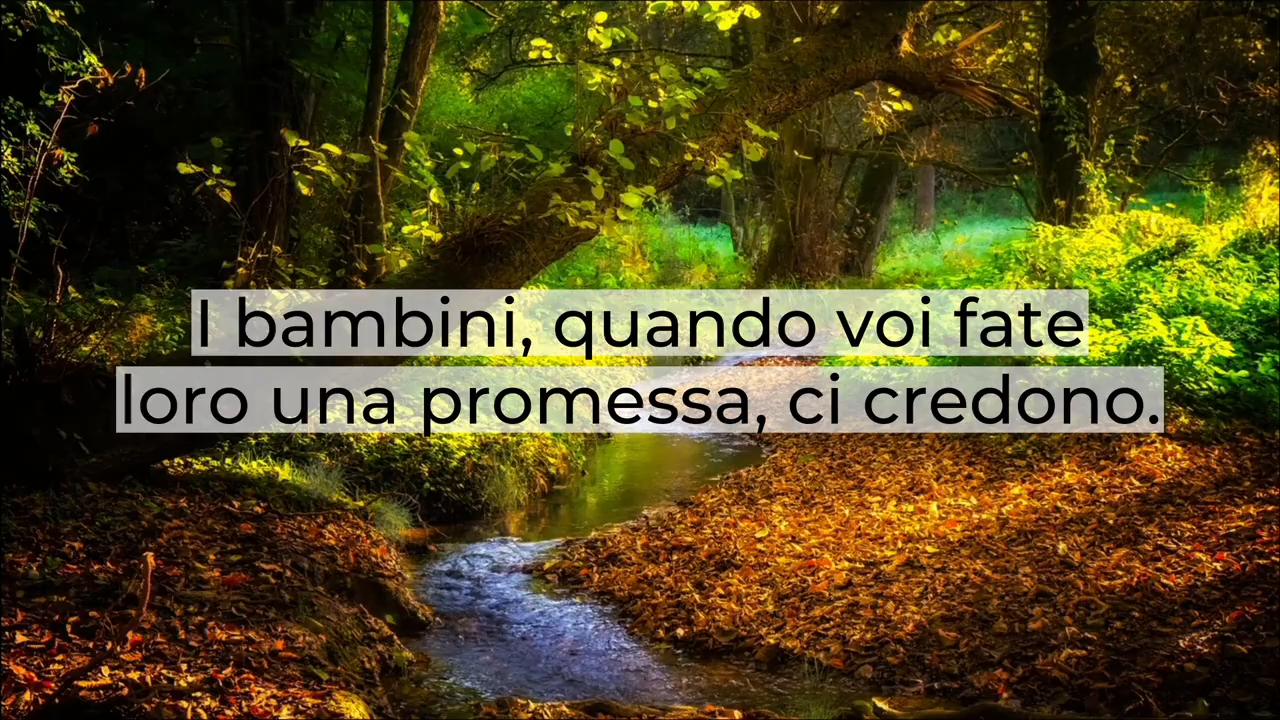 I bambini, quando voi fate
loro una promessa, ci credono.